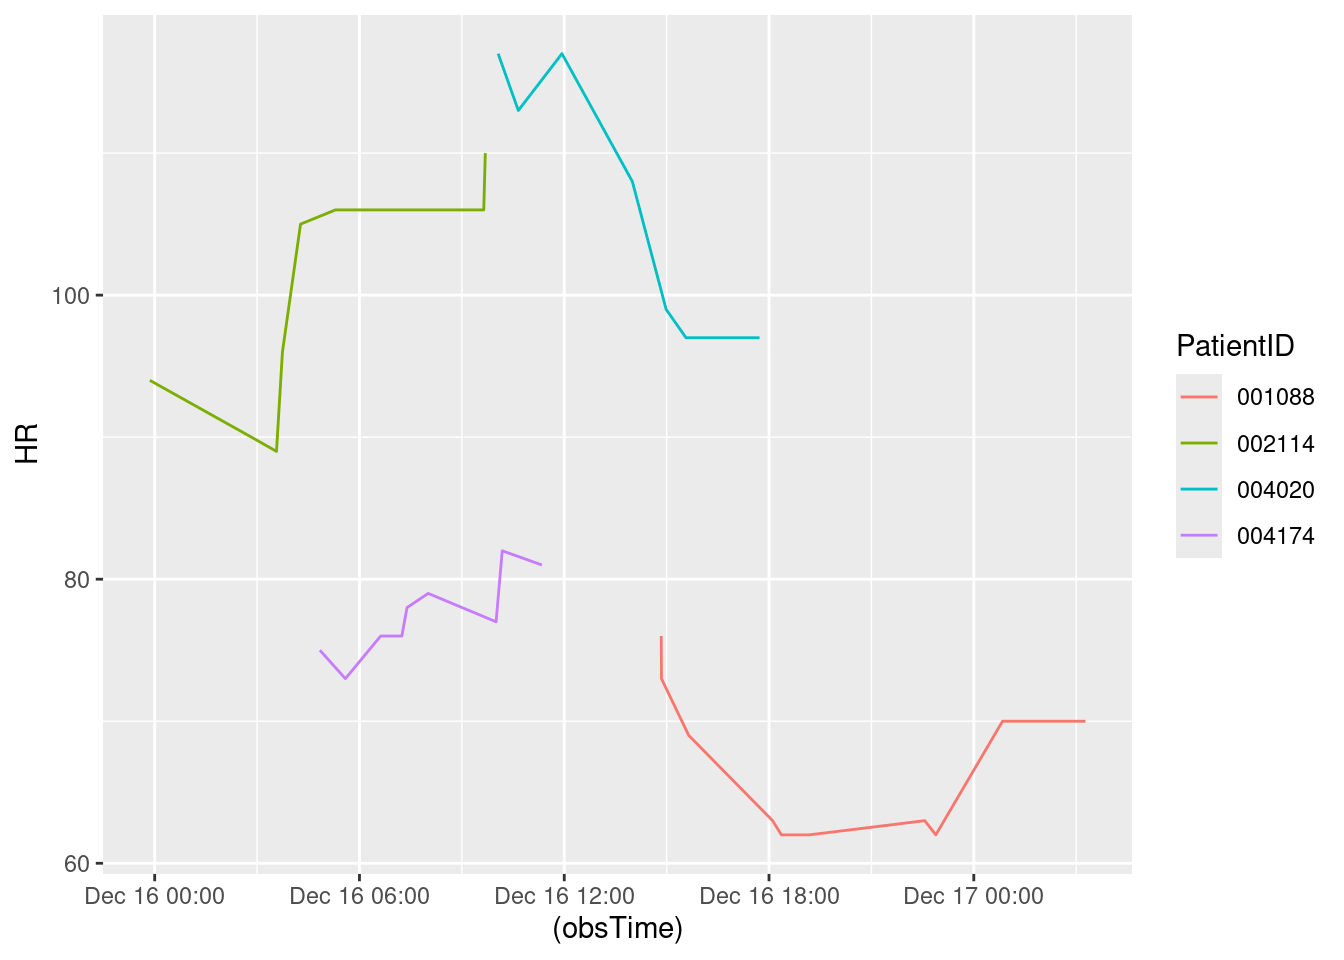 HR
100
80
60
Dec 16 00:00
Dec 16 06:00
Dec 16 12:00
Dec 16 18:00
Dec 17 00:00
(obsTime)
PatientID
001088
002114
004020
004174